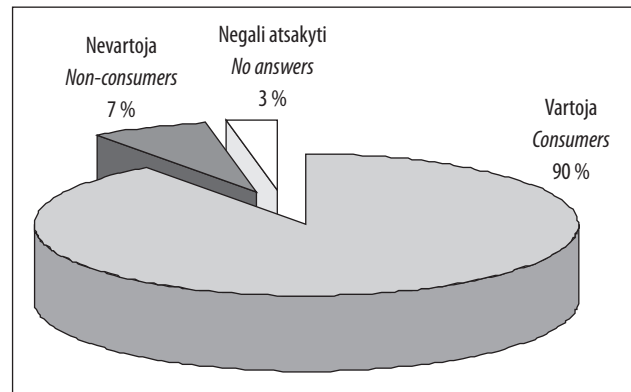 Nevartoja
Non-consumers
7 %
Negali atsakyti
No answers
3 %
Vartoja
Consumers
90 %